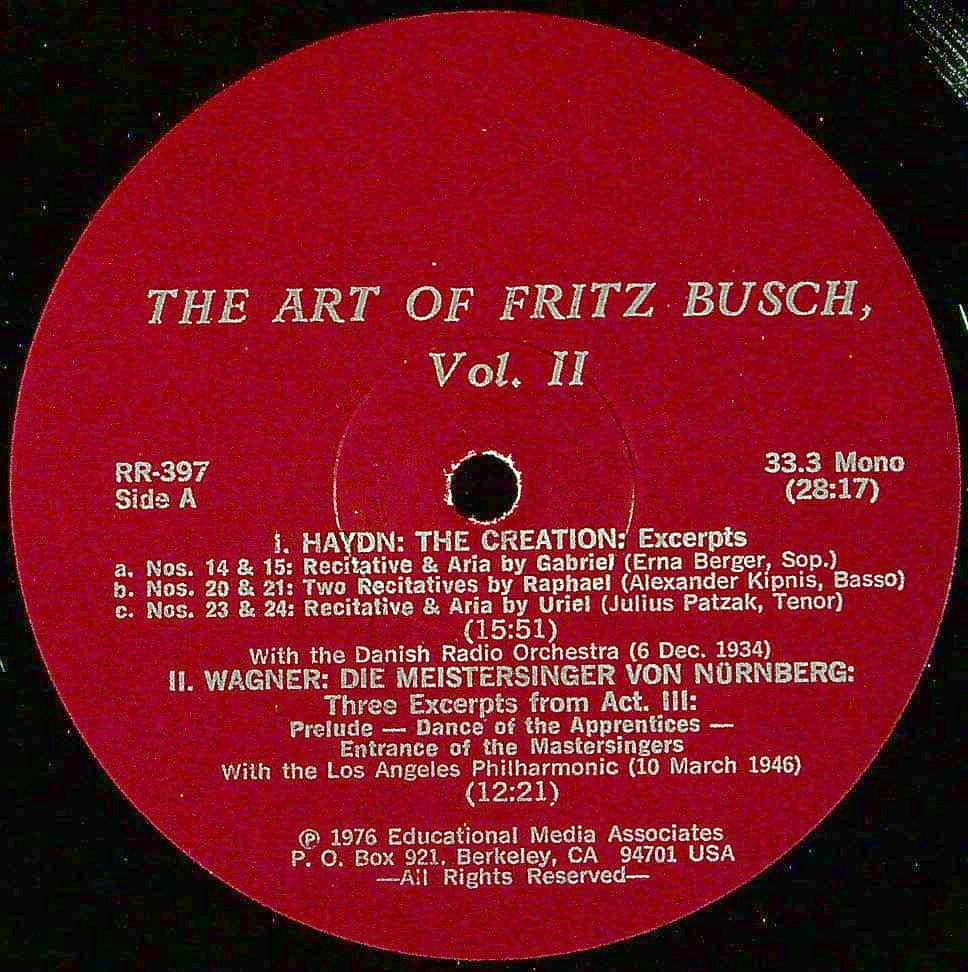 THE ART OF FRITZ BUSCH,
Vol. II
RR-397
Side A
33.3 Mono
(28:17)
I. HAYDN: THE CREATION: Excerpts
a. Nos. 14 & 15: Recitative & Aria by Gabriel (Erna Berger, Sop.)
b. Nos. 20 & 21: Two Recitatives by Raphael (Alexander Kipnis, Basso)
c. Nos. 23 & 24: Recitative & Aria by Uriel (Julius Patzak, Tenor)
(15:51)
With the Danish Radio Orchestra (6 Dec. 1934)
II. WAGNER: DIE MEISTERSINGER VON NÜRNBERG:
Three Excerpts from Act. III:
Prelude — Dance of the Apprentices —
Entrance of the Mastersingers
With the Los Angeles Philharmonic (10 March 1946)
(12:21)
℗ 1976 Educational Media Associates
P. O. Box 921, Berkeley, CA 94701 USA
—All Rights Reserved—